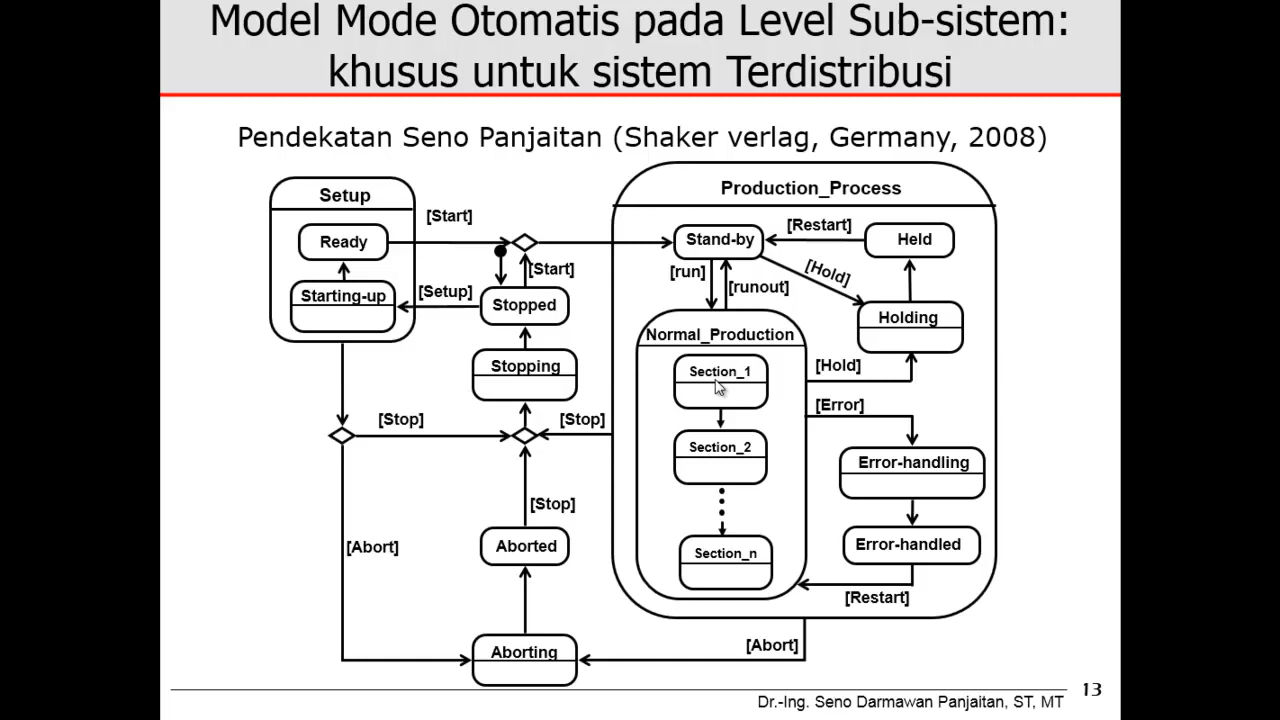 Model Mode Otomatis pada Level Sub-sistem:
khusus untuk sistem Terdistribusi
Pendekatan Seno Panjaitan (Shaker verlag, Germany, 2008)
Setup
Ready
Starting-up
[Start]
[Start]
[Setup]
Stopped
Stopping
[Stop]
[Stop]
[Stop]
Aborted
[Abort]
Aborting
[Abort]
Production_Process
Stand-by
[Restart]
Held
[run]
[runout]
[Hold]
Holding
Normal_Production
Section_1
Section_2
Section_n
[Hold]
[Error]
Error-handling
Error-handled
[Restart]
13
Dr.-Ing. Seno Darmawan Panjaitan, ST, MT